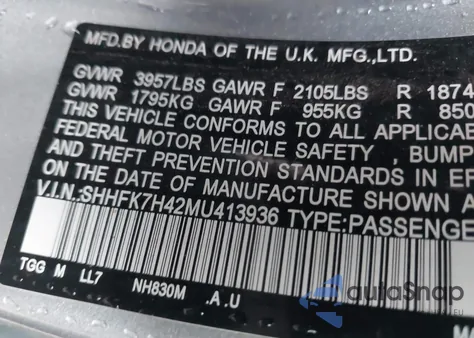 MFD.BY HONDA OF THE U.K. MFG.,LTD.
GVWR 3957LBS GAWR F 2105LBS R 1874
GVWR 1795KG GAWR F 955KG R 850
THIS VEHICLE CONFORMS TO ALL APPLICA
FEDERAL MOTOR VEHICLE SAFETY , BUMP
AND THEFT PREVENTION STANDARDS IN EF
ON THE DATE OF MANUFACTURE SHOWN A
V.I.N.:SHHFK7H42MU413936 TYPE:PASSENGE
TGG M LL7 NH830M .A.U
autoSnap